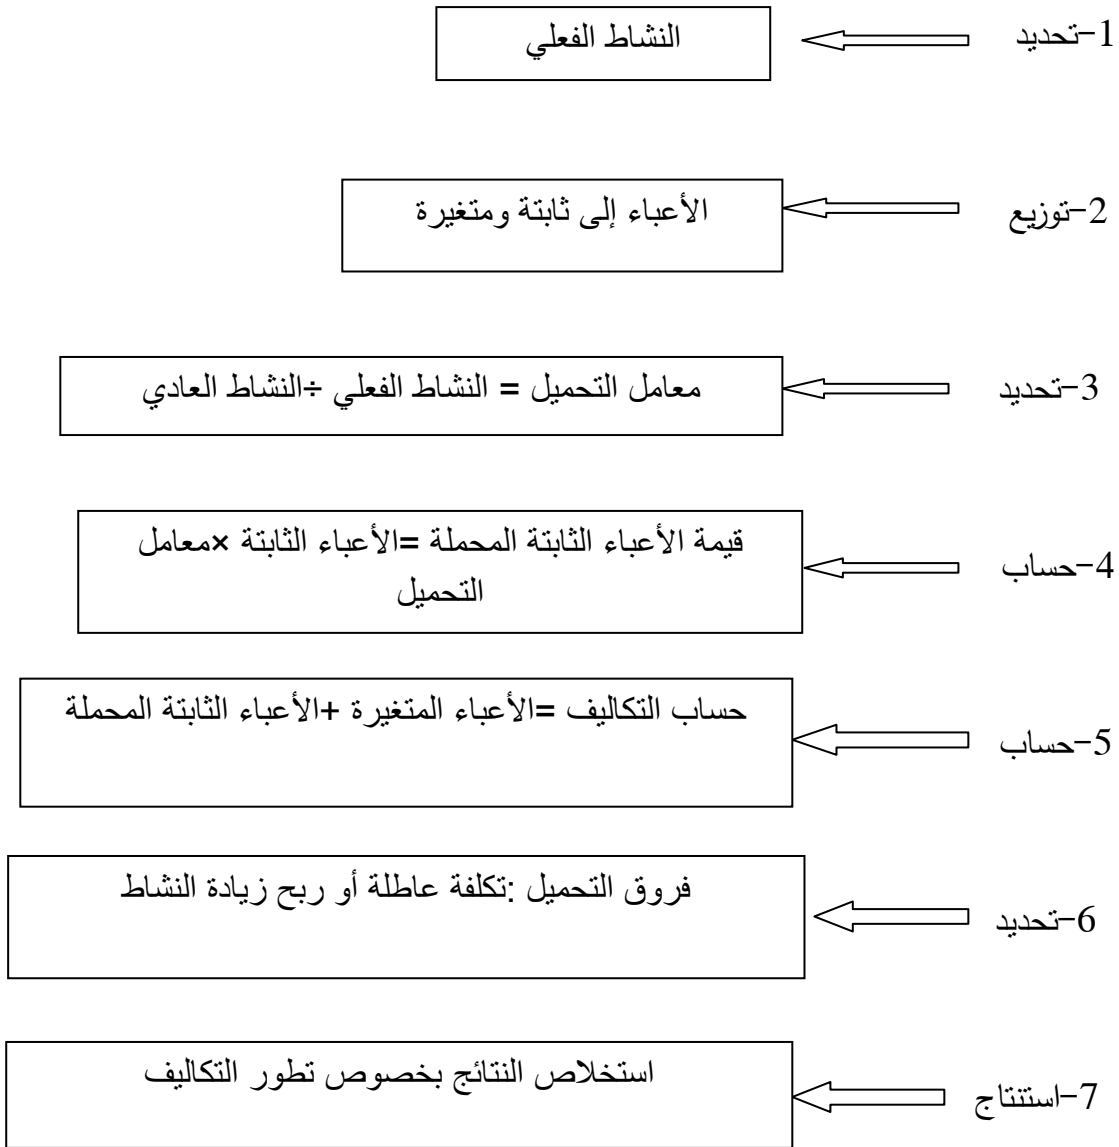 1-تحديد
النشاط الفعلي
2-توزيع
الأعباء إلى ثابتة ومتغيرة
3-تحديد
معامل التحميل = النشاط الفعلي ÷النشاط العادي
4-حساب
قيمة الأعباء الثابتة المحملة =الأعباء الثابتة ×معامل
التحميل
5-حساب
حساب التكاليف =الأعباء المتغيرة +الأعباء الثابتة المحملة
6-تحديد
فروق التحميل :تكلفة عاطلة أو ربح زيادة النشاط
7-استنتاج
استخلاص النتائج بخصوص تطور التكاليف